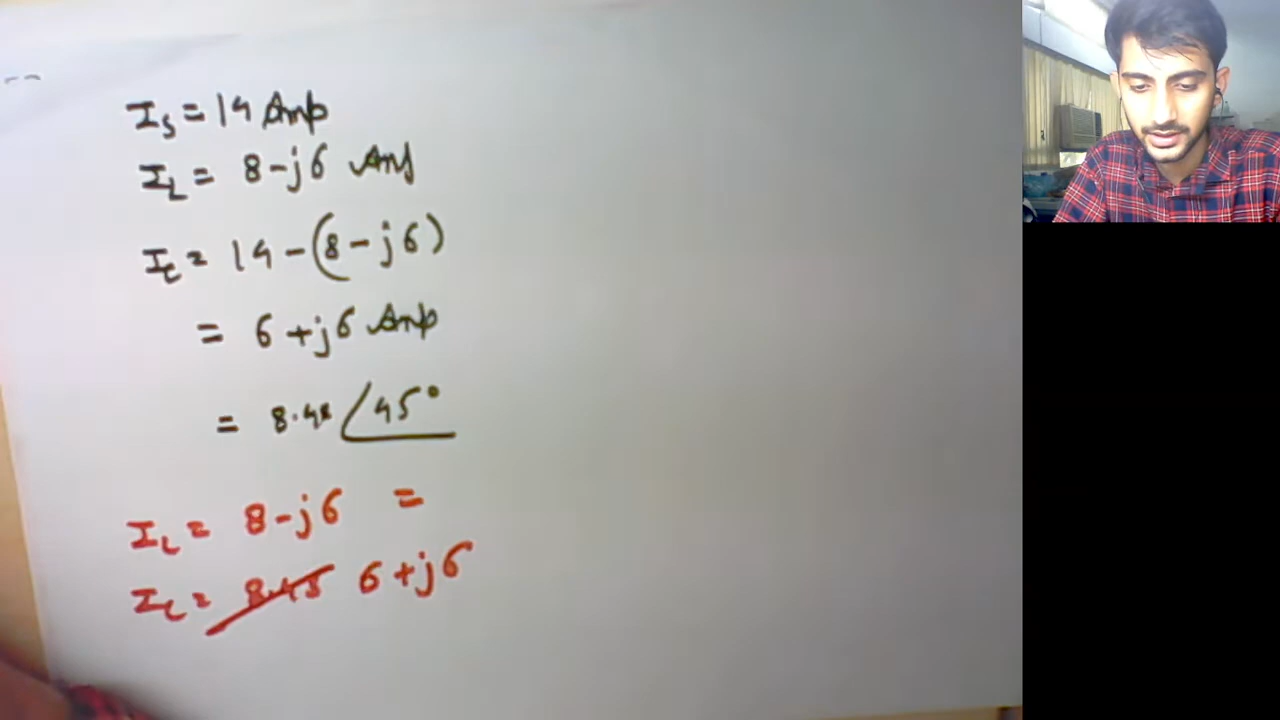 I_S = 14 Amp
I_L = 8-j6 Amp
I_C = 14-(8-j6)
= 6+j6 Amp
= 8.48 ∠45°
I_L = 8-j6 =
I_C = 8.48 6+j6